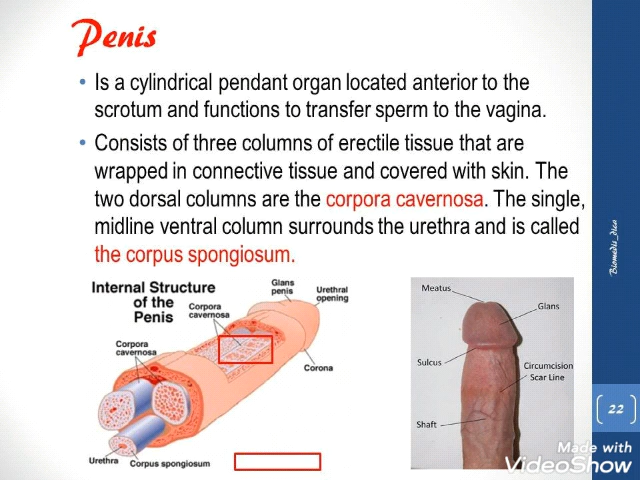 Penis
• Is a cylindrical pendant organ located anterior to the
scrotum and functions to transfer sperm to the vagina.
• Consists of three columns of erectile tissue that are
wrapped in connective tissue and covered with skin. The
two dorsal columns are the corpora cavernosa. The single,
midline ventral column surrounds the urethra and is called
the corpus spongiosum.
Internal Structure
of the
Penis
Glans
penis
Urethral
opening
Corpora
cavernosa
Corpora
cavernosa
Corona
Urethra
Corpus spongiosum
Meatus
Glans
Sulcus
Circumcision
Scar Line
Shaft
Biomedis_dica
22
Made with
VideoShow